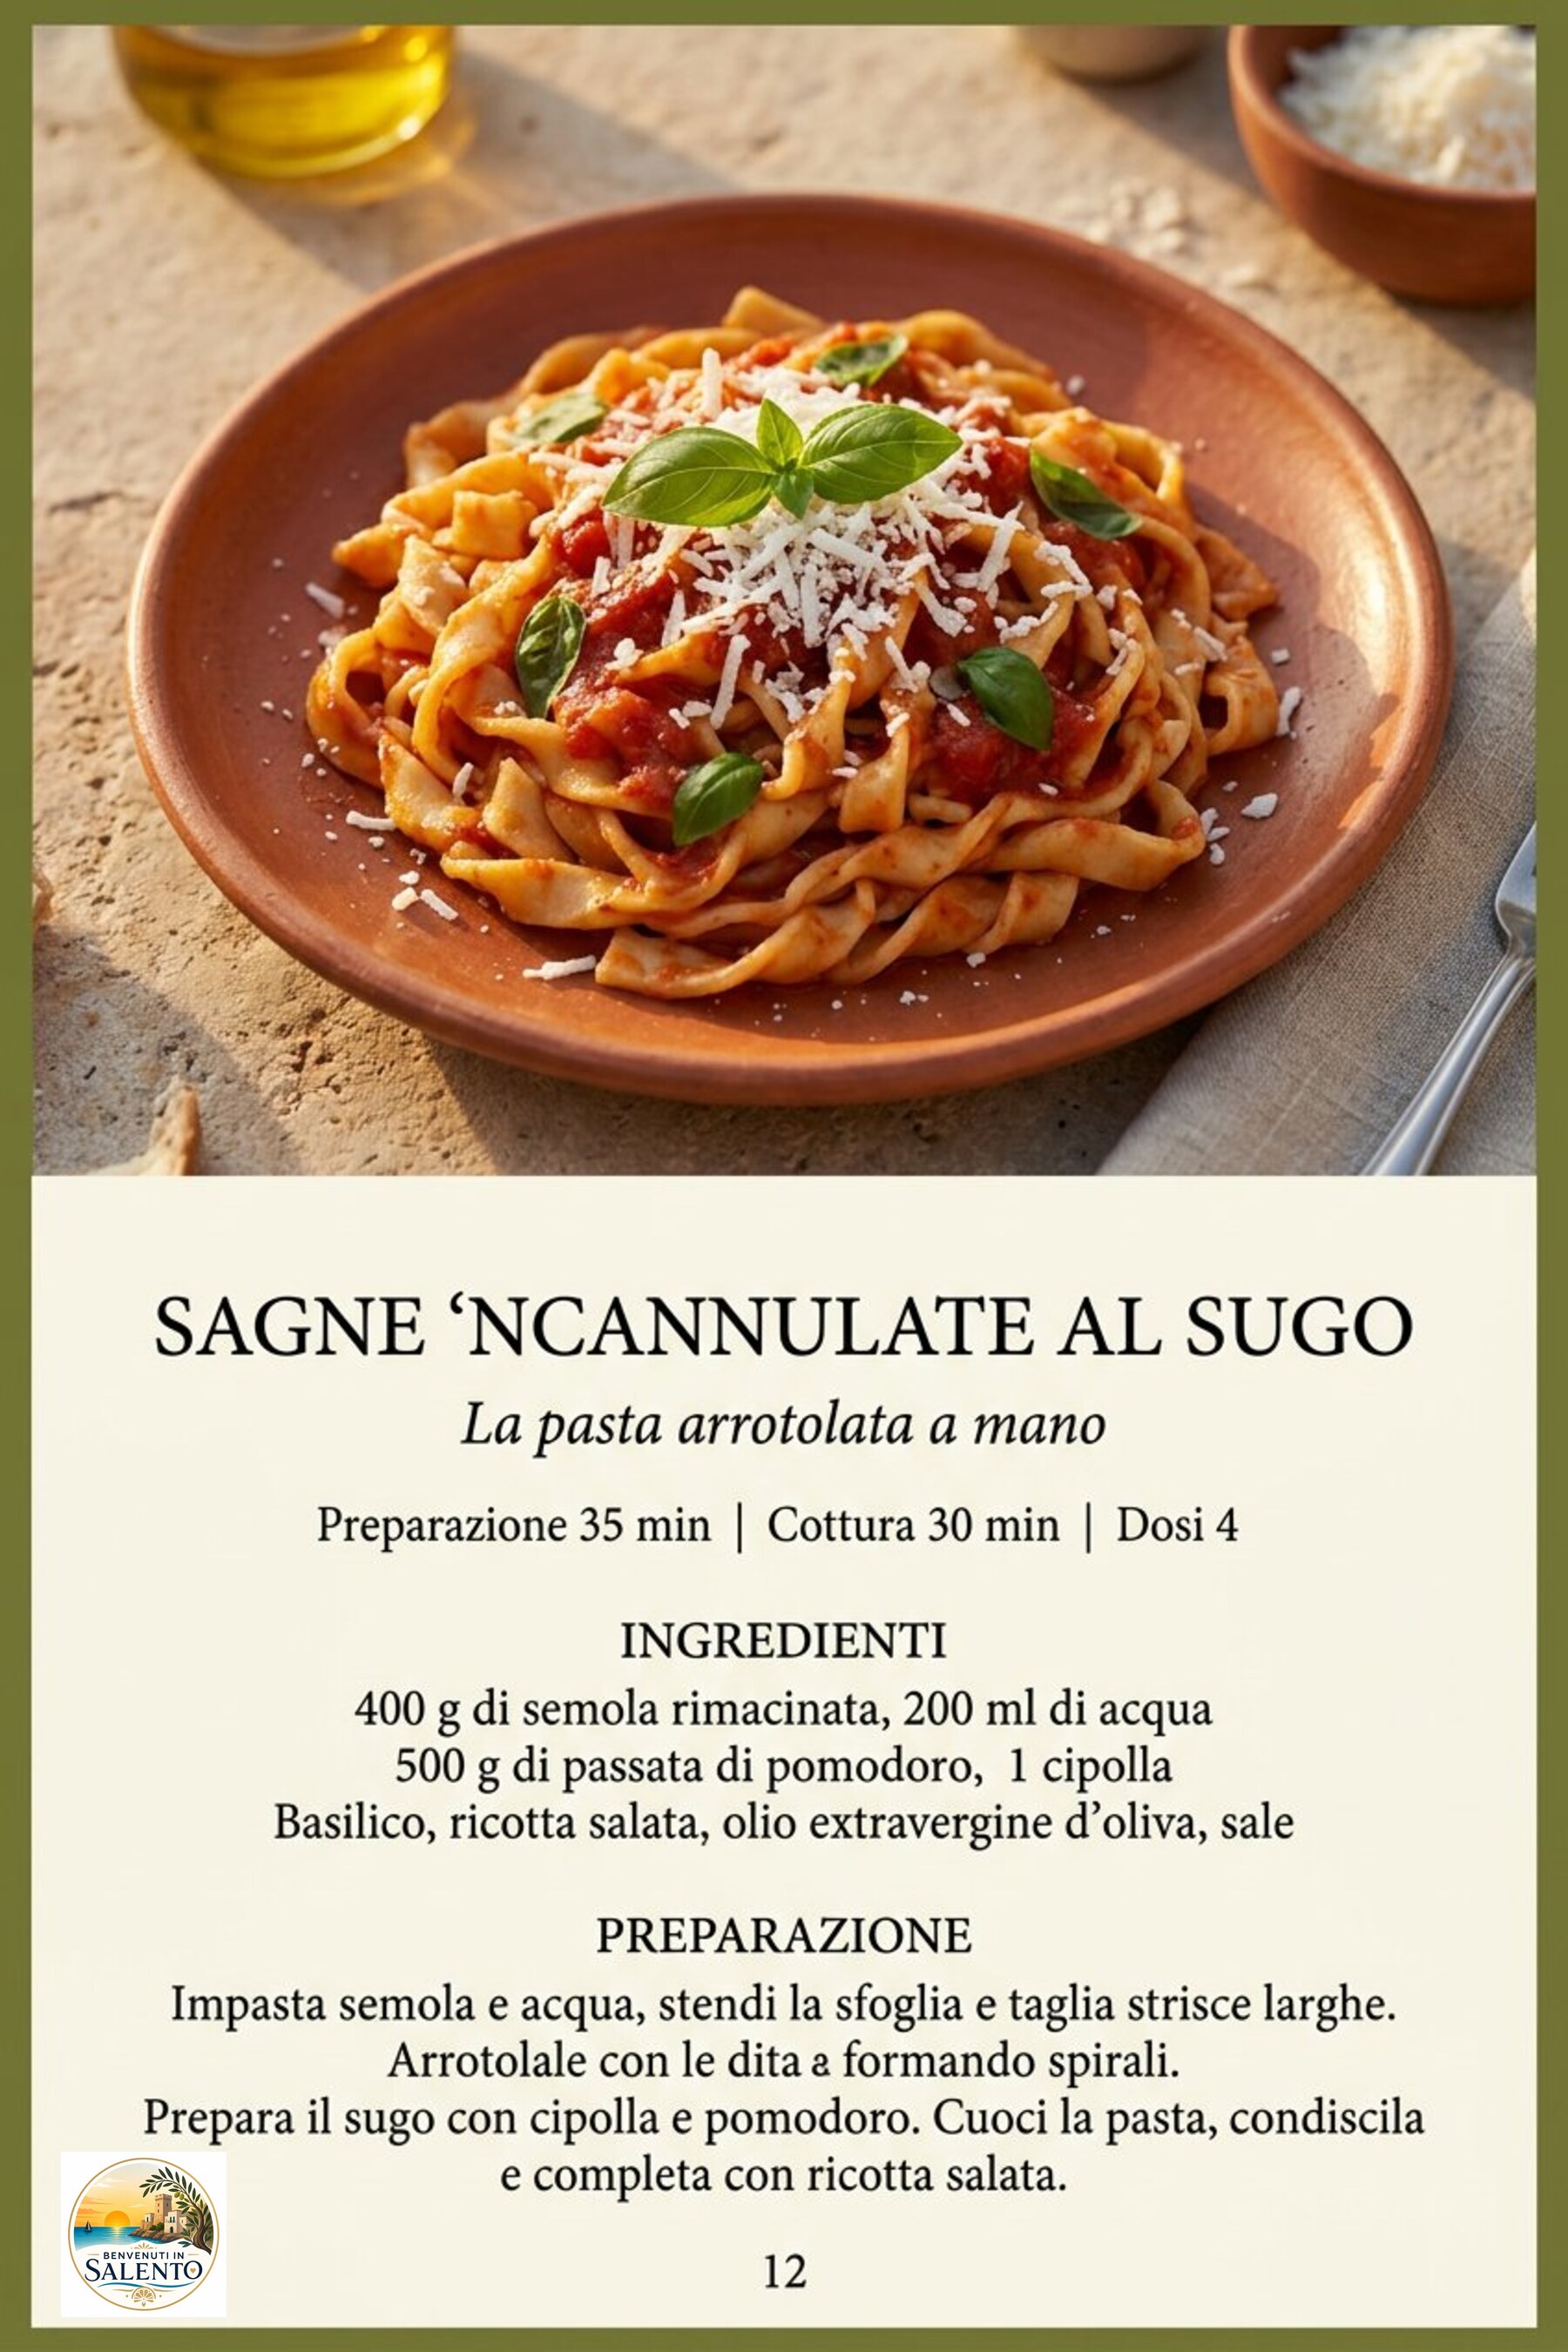 SAGNE ‘NCANNULATE AL SUGO
La pasta arrotolata a mano
Preparazione 35 min | Cottura 30 min | Dosi 4
INGREDIENTI
400 g di semola rimacinata, 200 ml di acqua
500 g di passata di pomodoro, 1 cipolla
Basilico, ricotta salata, olio extravergine d’oliva, sale
PREPARAZIONE
Impasta semola e acqua, stendi la sfoglia e taglia strisce larghe.
Arrotolale con le dita a formando spirali.
Prepara il sugo con cipolla e pomodoro. Cuoci la pasta, condiscila
e completa con ricotta salata.
BENVENUTI IN
SALENTO
12